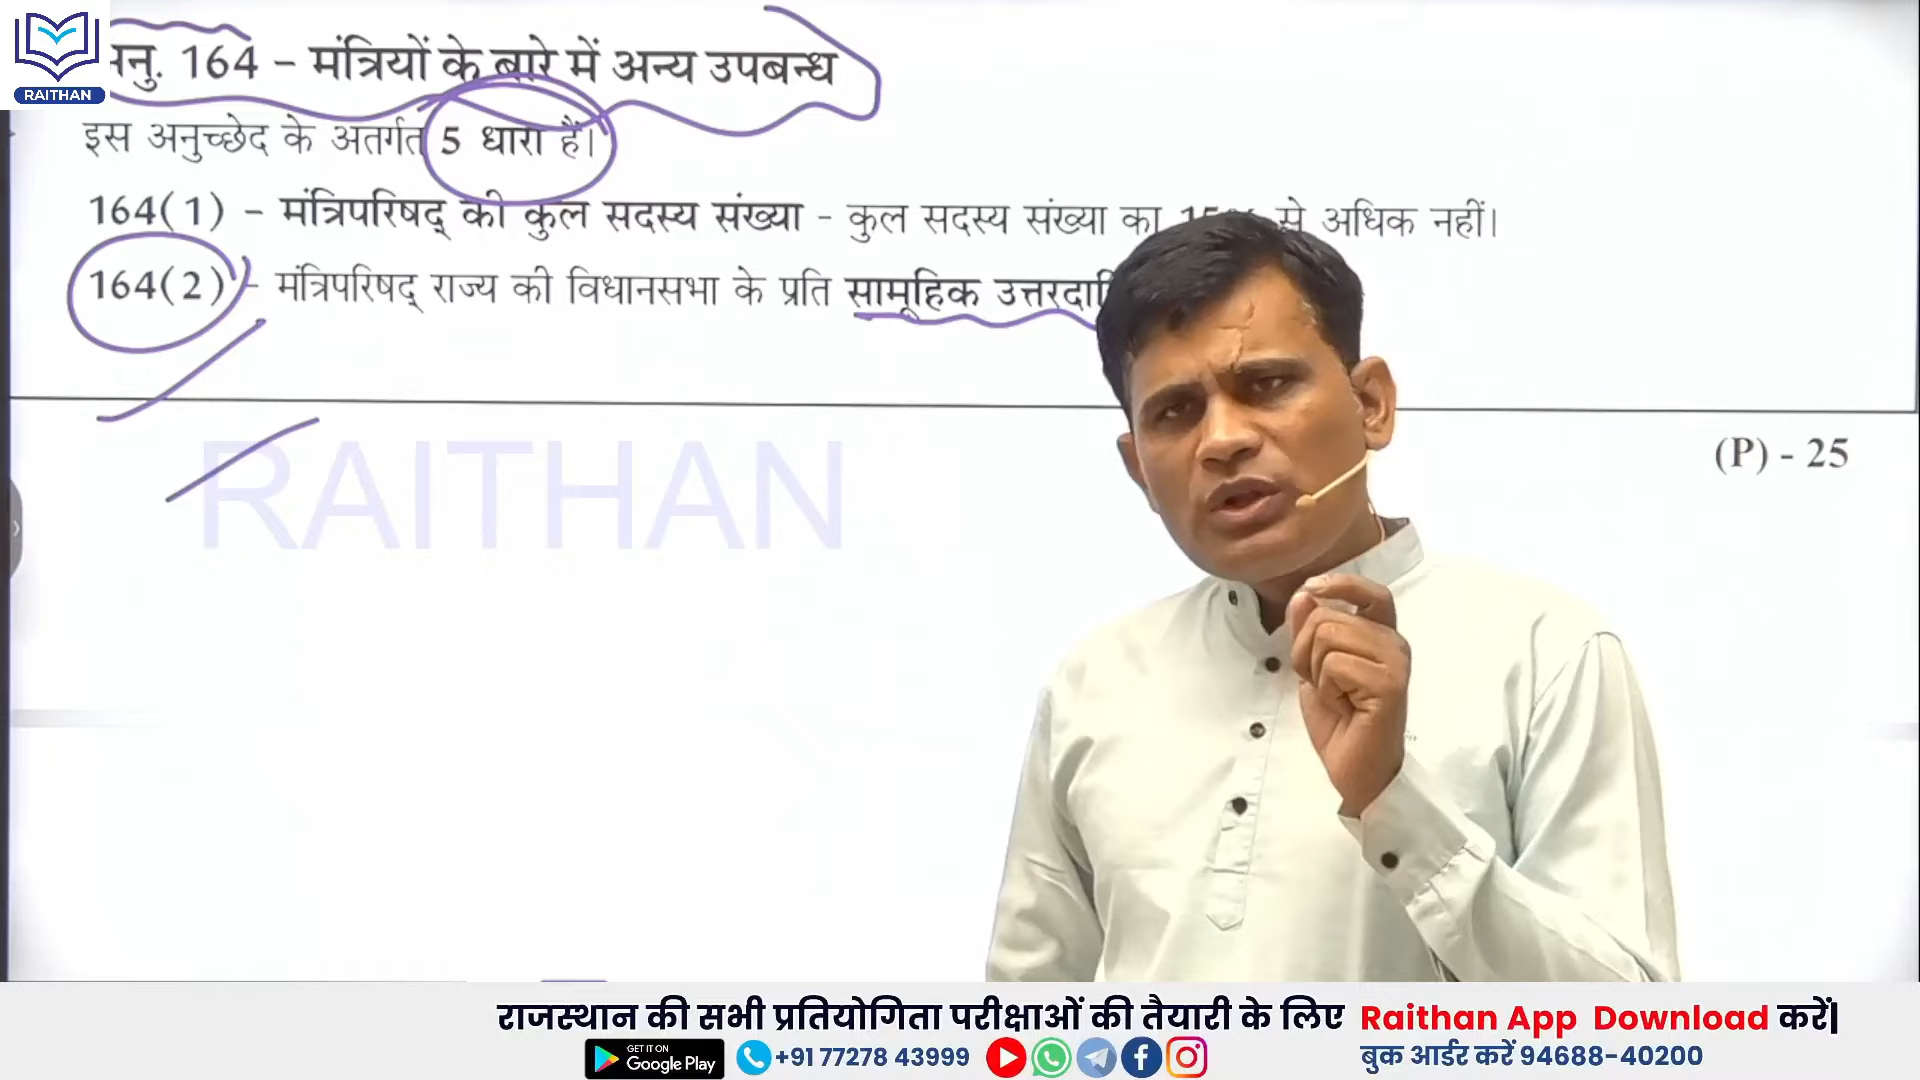 नु. 164 – मंत्रियों के बारे में अन्य उपबन्ध
RAITHAN
इस अनुच्छेद के अतर्गत 5 धारा हैं।
164(1) – मंत्रिपरिषद् की कुल सदस्य संख्या - कुल सदस्य संख्या का से अधिक नहीं।
164(2) - मंत्रिपरिषद् राज्य की विधानसभा के प्रति सामूहिक
(P) - 25
RAITHAN
राजस्थान की सभी प्रतियोगिता परीक्षाओं की तैयारी के लिए Raithan App Download करें|
GET IT ON
Google Play
+91 77278 43999
बुक आर्डर करें 94688-40200